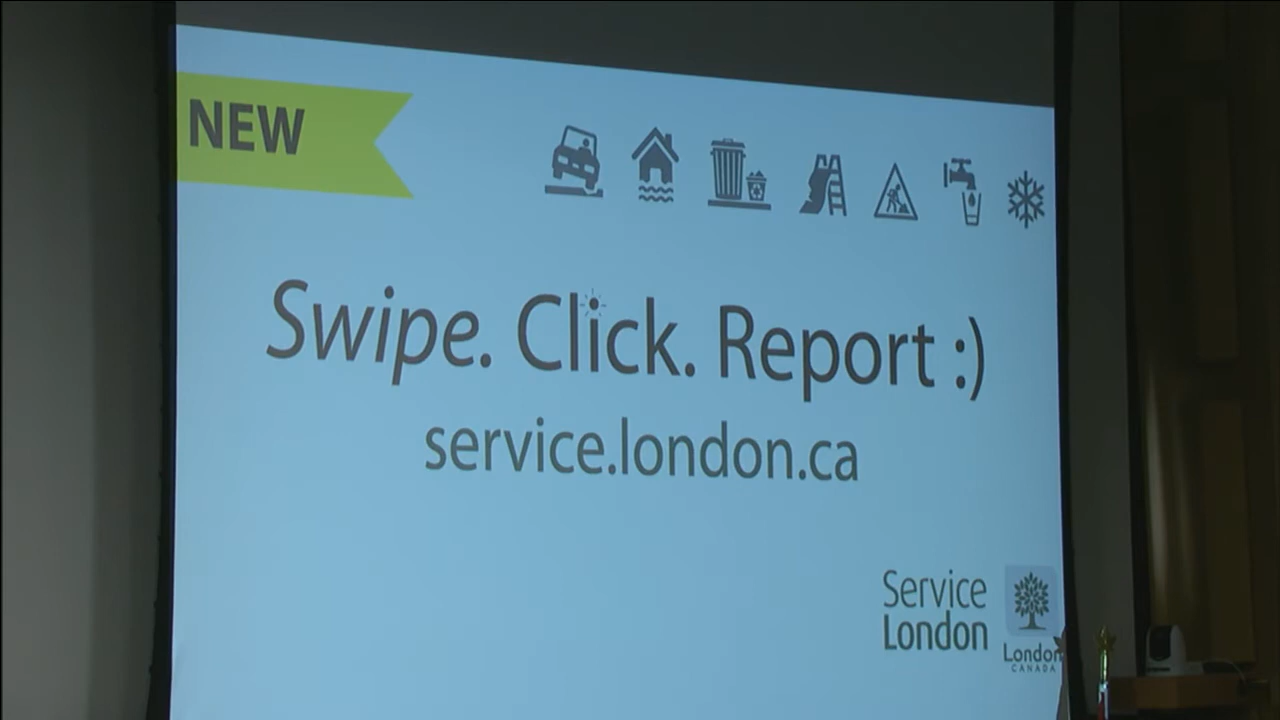 NEW
Swipe. Click. Report :)
service.london.ca
Service
London
London
CANADA